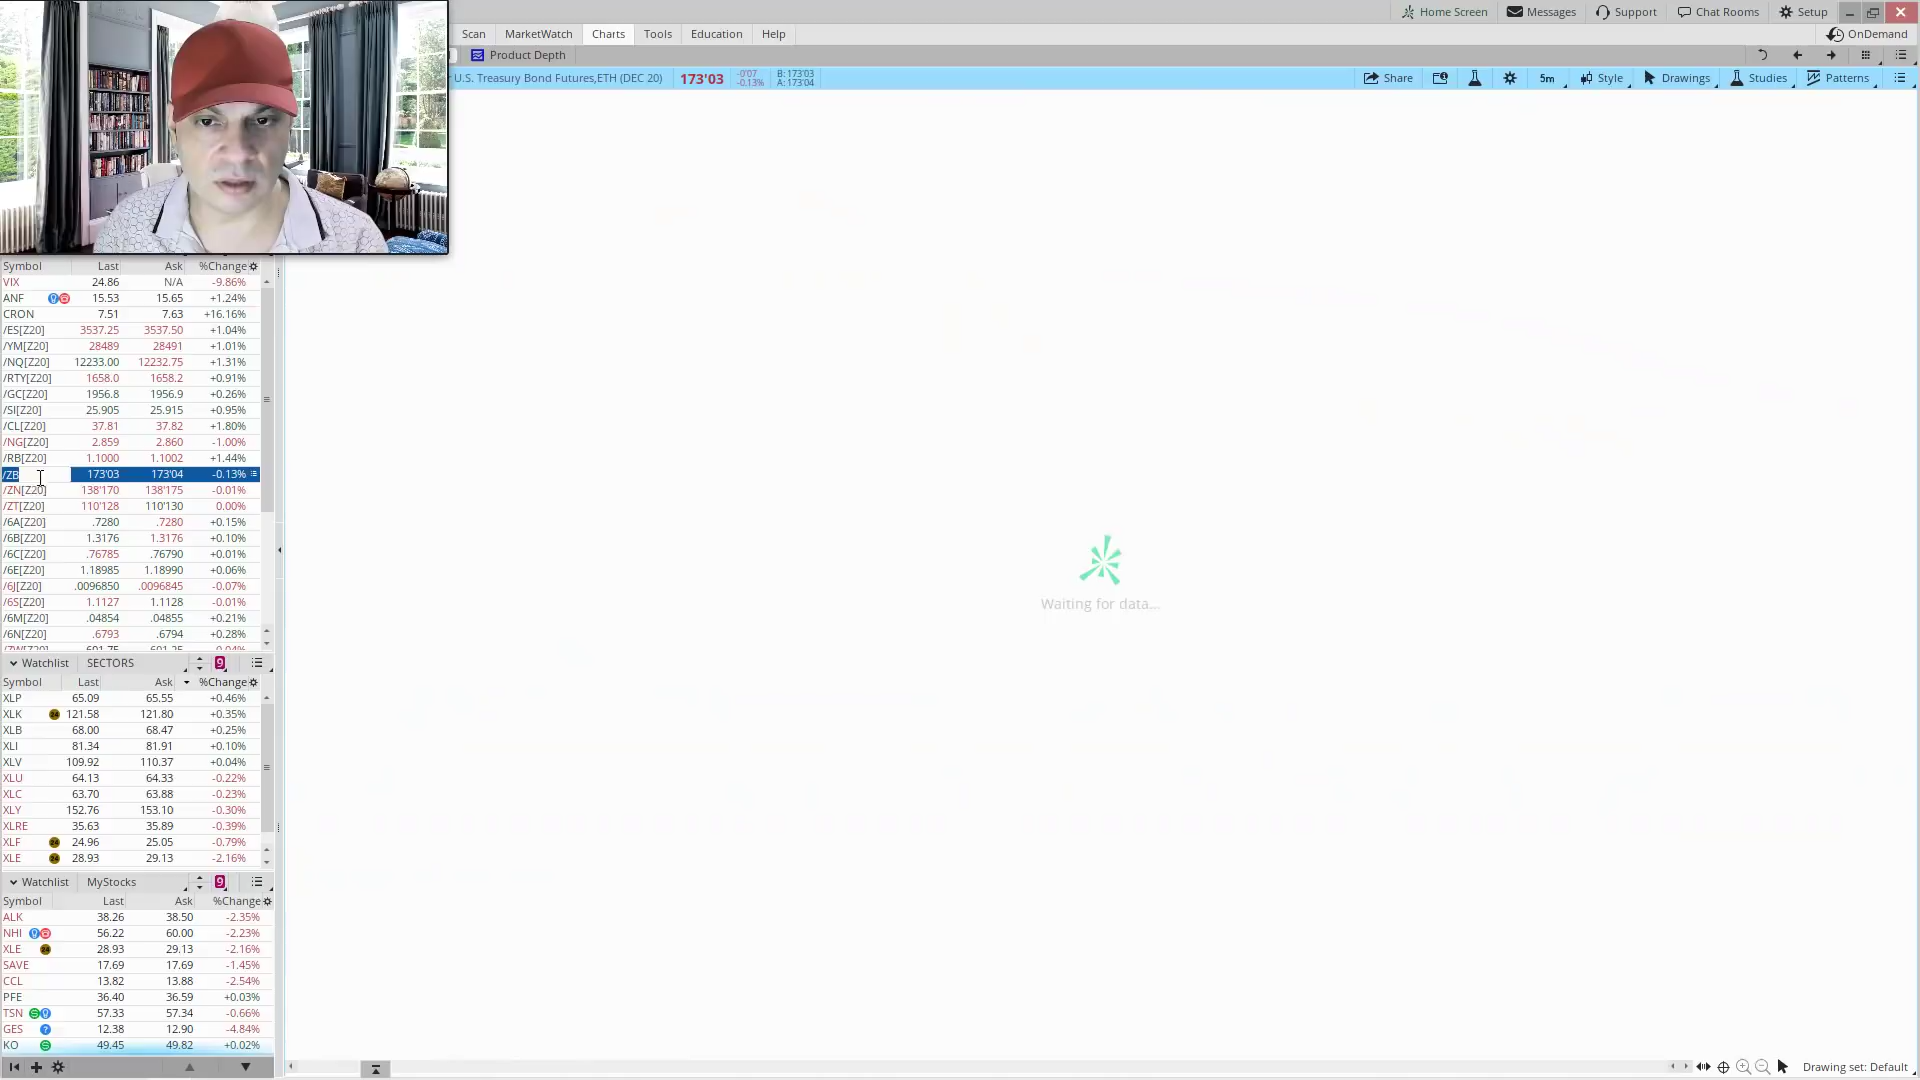 Home Screen Messages Support Chat Rooms Setup
Scan MarketWatch Charts Tools Education Help OnDemand
Product Depth
U.S. Treasury Bond Futures,ETH (DEC 20) 173'03 -0'07 -0.13% B: 173'03 A: 173'04 Share 5m Style Drawings Studies Patterns
Symbol Last Ask %Change
VIX 24.86 N/A -9.86%
ANF 15.53 15.65 +1.24%
CRON 7.51 7.63 +16.16%
/ES[Z20] 3537.25 3537.50 +1.04%
/YM[Z20] 28489 28491 +1.01%
/NQ[Z20] 12233.00 12232.75 +1.31%
/RTY[Z20] 1658.0 1658.2 +0.91%
/GC[Z20] 1956.8 1956.9 +0.26%
/SI[Z20] 25.905 25.915 +0.95%
/CL[Z20] 37.81 37.82 +1.80%
/NG[Z20] 2.859 2.860 -1.00%
/RB[Z20] 1.1000 1.1002 +1.44%
/ZB 173'03 173'04 -0.13%
/ZN[Z20] 138'170 138'175 -0.01%
/ZT[Z20] 110'128 110'130 0.00%
/6A[Z20] .7280 .7280 +0.15%
/6B[Z20] 1.3176 1.3176 +0.10%
/6C[Z20] .76785 .76790 +0.01%
/6E[Z20] 1.18985 1.18990 +0.06%
/6J[Z20] .0096850 .0096845 -0.07%
/6S[Z20] 1.1127 1.1128 -0.01%
/6M[Z20] .04854 .04855 +0.21%
/6N[Z20] .6793 .6794 +0.28%
Waiting for data...
Watchlist SECTORS 9
Symbol Last Ask %Change
XLP 65.09 65.55 +0.46%
XLK 24 121.58 121.80 +0.35%
XLB 68.00 68.47 +0.25%
XLI 81.34 81.91 +0.10%
XLV 109.92 110.37 +0.04%
XLU 64.13 64.33 -0.22%
XLC 63.70 63.88 -0.23%
XLY 152.76 153.10 -0.30%
XLRE 35.63 35.89 -0.39%
XLF 24 24.96 25.05 -0.79%
XLE 24 28.93 29.13 -2.16%
Watchlist MyStocks 9
Symbol Last Ask %Change
ALK 38.26 38.50 -2.35%
NHI 56.22 60.00 -2.23%
XLE 24 28.93 29.13 -2.16%
SAVE 17.69 17.69 -1.45%
CCL 13.82 13.88 -2.54%
PFE 36.40 36.59 +0.03%
TSN 57.33 57.34 -0.66%
GES ? 12.38 12.90 -4.84%
KO 49.45 49.82 +0.02%
Drawing set: Default